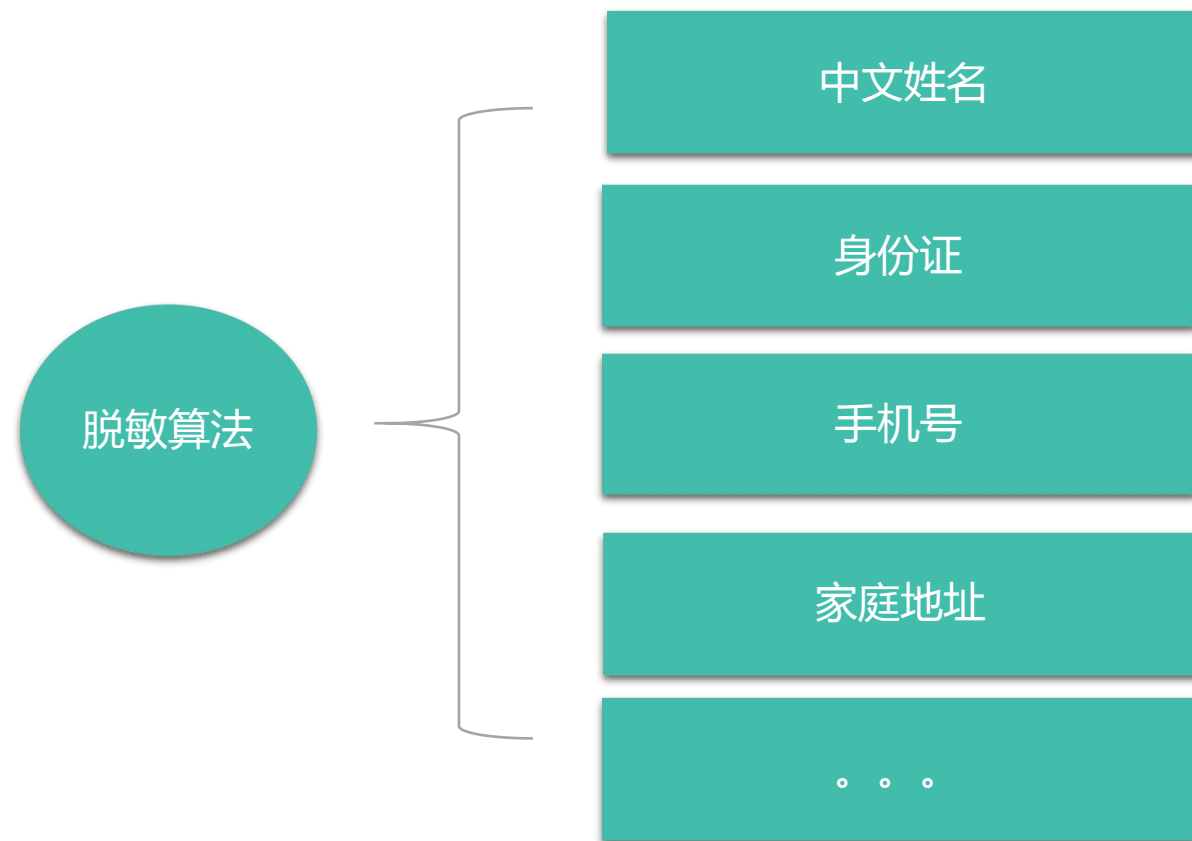 中文姓名
身份证
脱敏算法
手机号
家庭地址
。。。